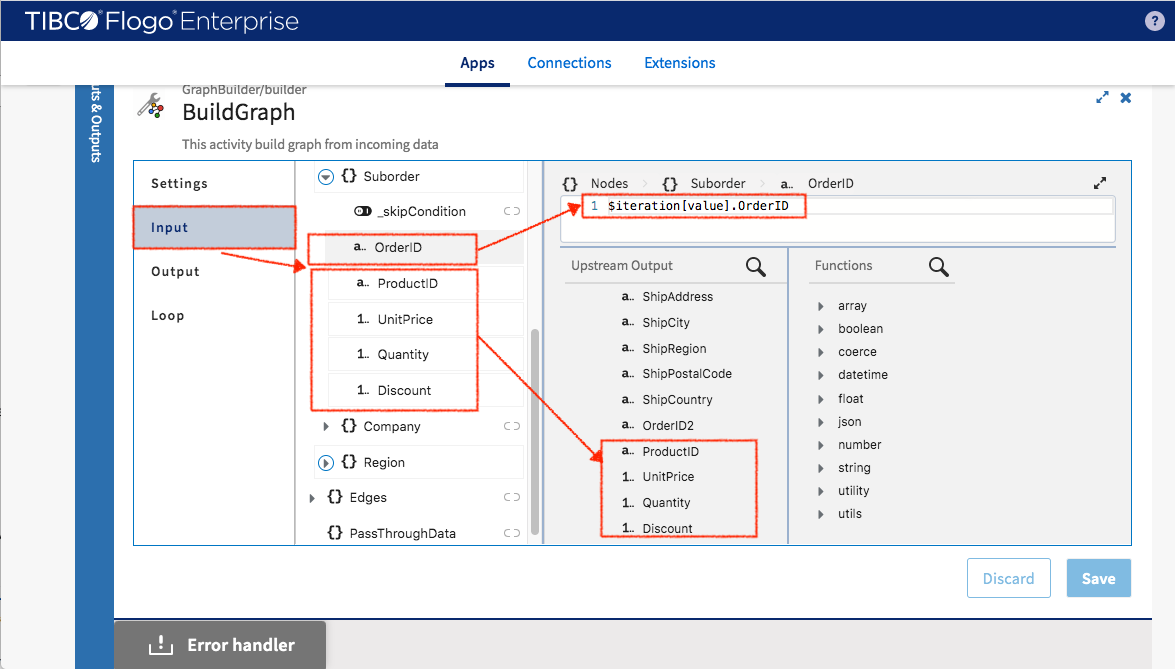 TIBCO® Flogo® Enterprise
?
Apps
Connections
Extensions
uts & Outputs
GraphBuilder/builder
BuildGraph
This activity build graph from incoming data
Settings
Input
Output
Loop
{} Suborder
_skipCondition
a.. OrderID
a.. ProductID
1.. UnitPrice
1.. Quantity
1.. Discount
{} Company
{} Region
{} Edges
{} PassThroughData
{} Nodes {} Suborder a.. OrderID
1 $iteration[value].OrderID
Upstream Output
a.. ShipAddress
a.. ShipCity
a.. ShipRegion
a.. ShipPostalCode
a.. ShipCountry
a.. OrderID2
a.. ProductID
1.. UnitPrice
1.. Quantity
1.. Discount
Functions
array
boolean
coerce
datetime
float
json
number
string
utility
utils
Discard
Save
Error handler